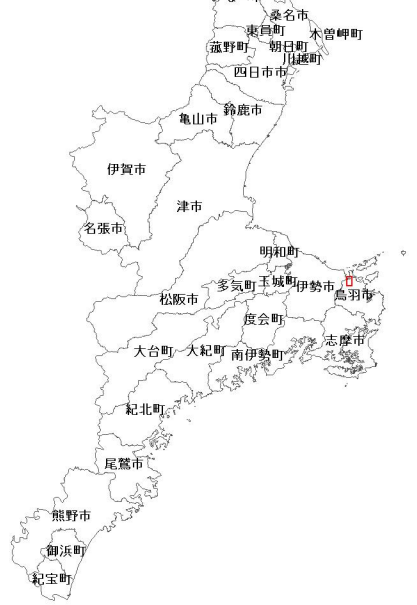 桑名市
東員町
木曽岬町
菰野町
朝日町
川越町
四日市市
鈴鹿市
亀山市
伊賀市
津市
名張市
明和町
多気町
玉城町
伊勢市
松阪市
鳥羽市
度会町
志摩市
大台町
大紀町
南伊勢町
紀北町
尾鷲市
熊野市
御浜町
紀宝町